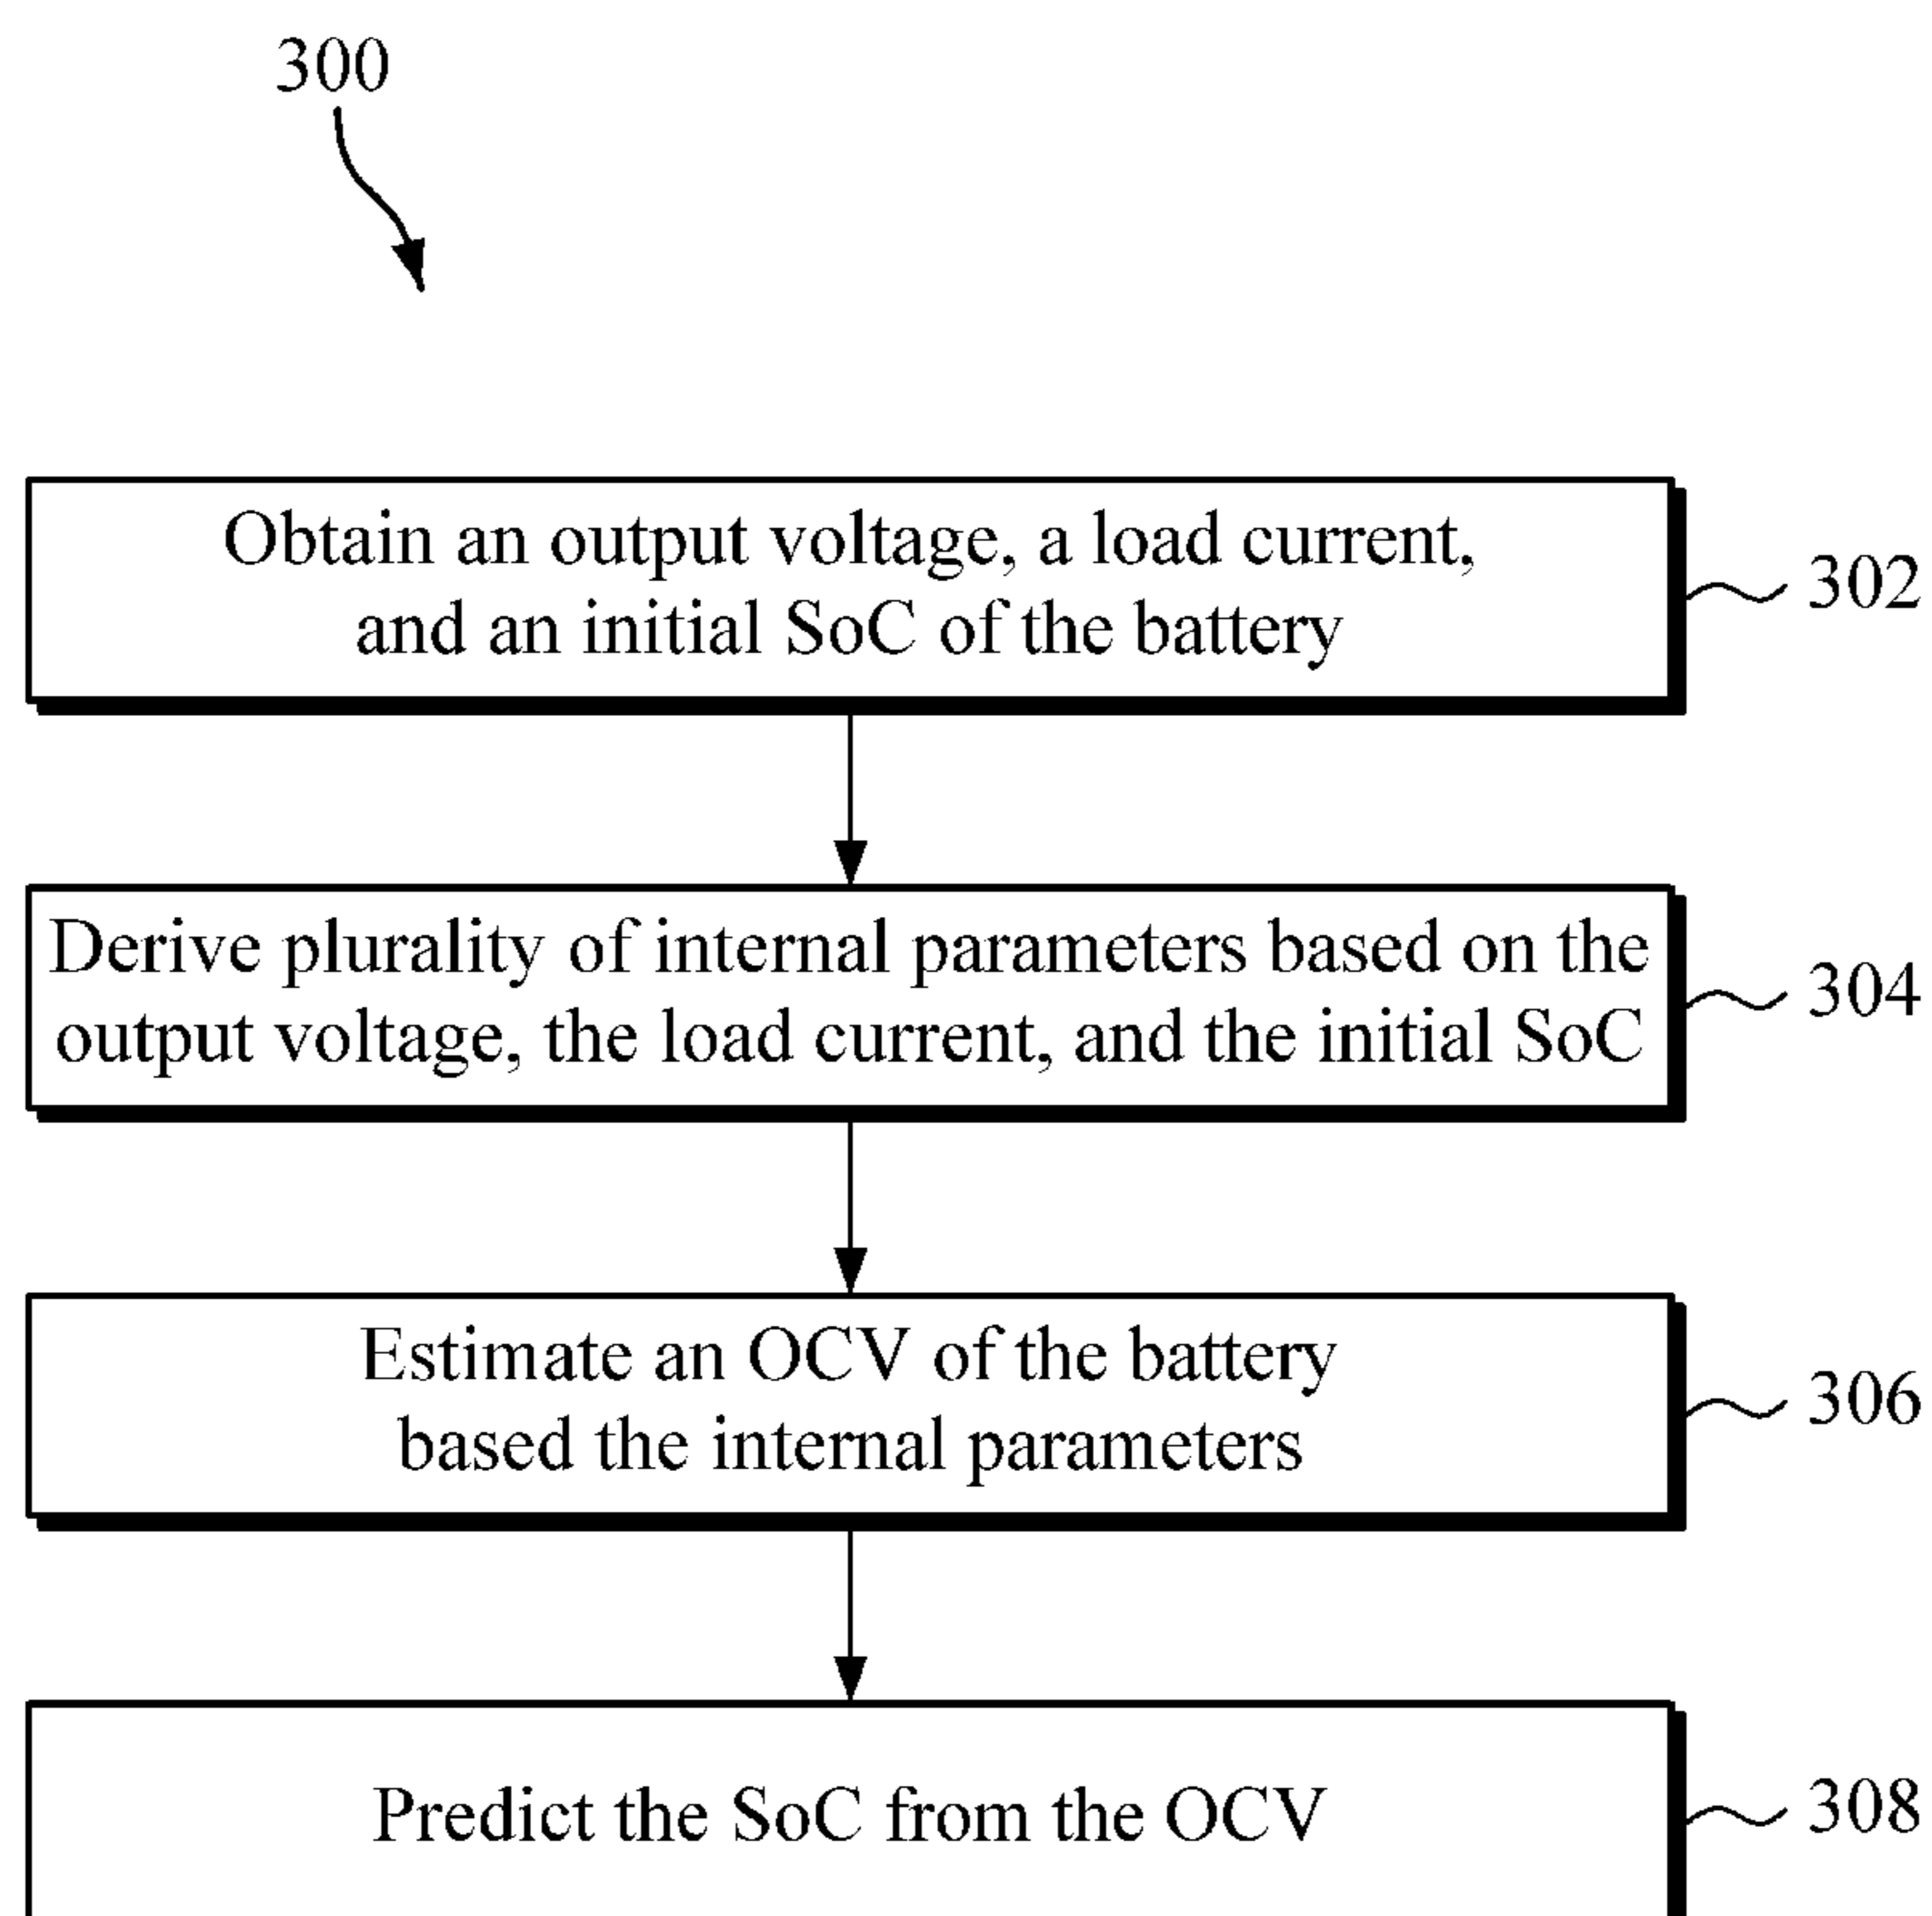 300
Obtain an output voltage, a load current,
and an initial SoC of the battery
302
Derive plurality of internal parameters based on the
output voltage, the load current, and the initial SoC
304
Estimate an OCV of the battery
based the internal parameters
306
Predict the SoC from the OCV
308